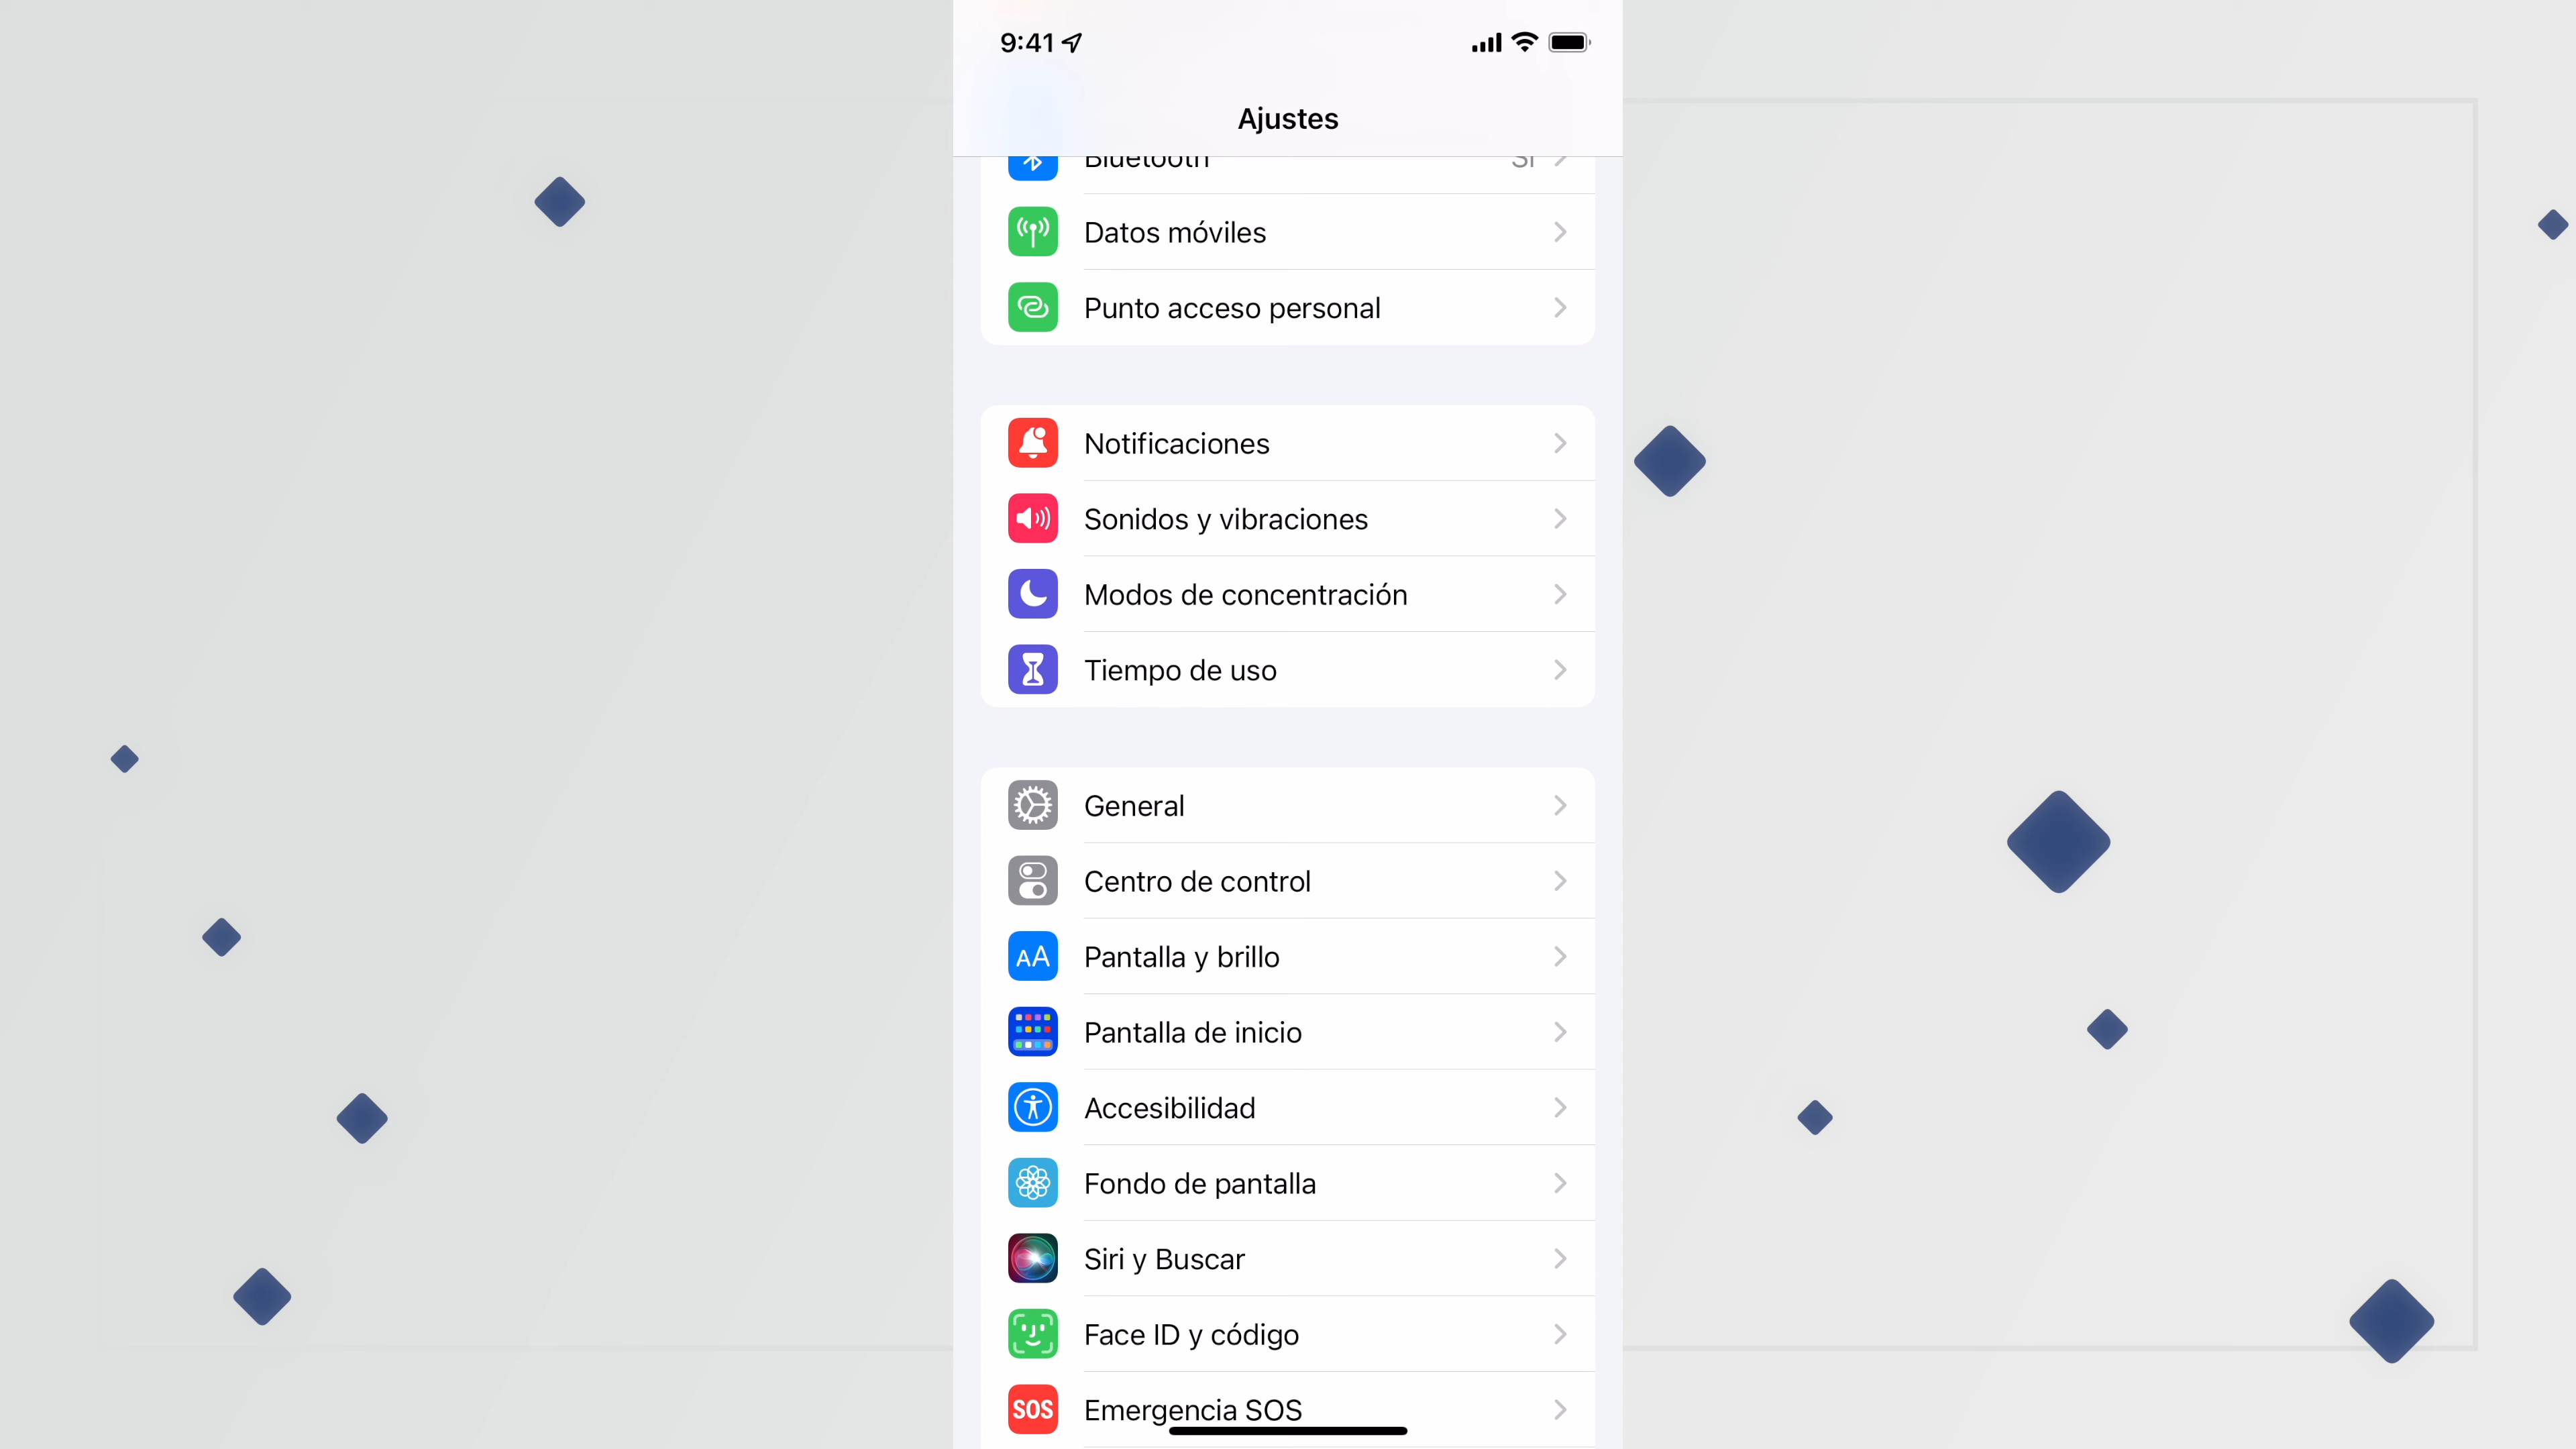 9:41
Ajustes
Bluetooth Sí
Datos móviles
Punto acceso personal
Notificaciones
Sonidos y vibraciones
Modos de concentración
Tiempo de uso
General
Centro de control
AA Pantalla y brillo
Pantalla de inicio
Accesibilidad
Fondo de pantalla
Siri y Buscar
Face ID y código
SOS Emergencia SOS